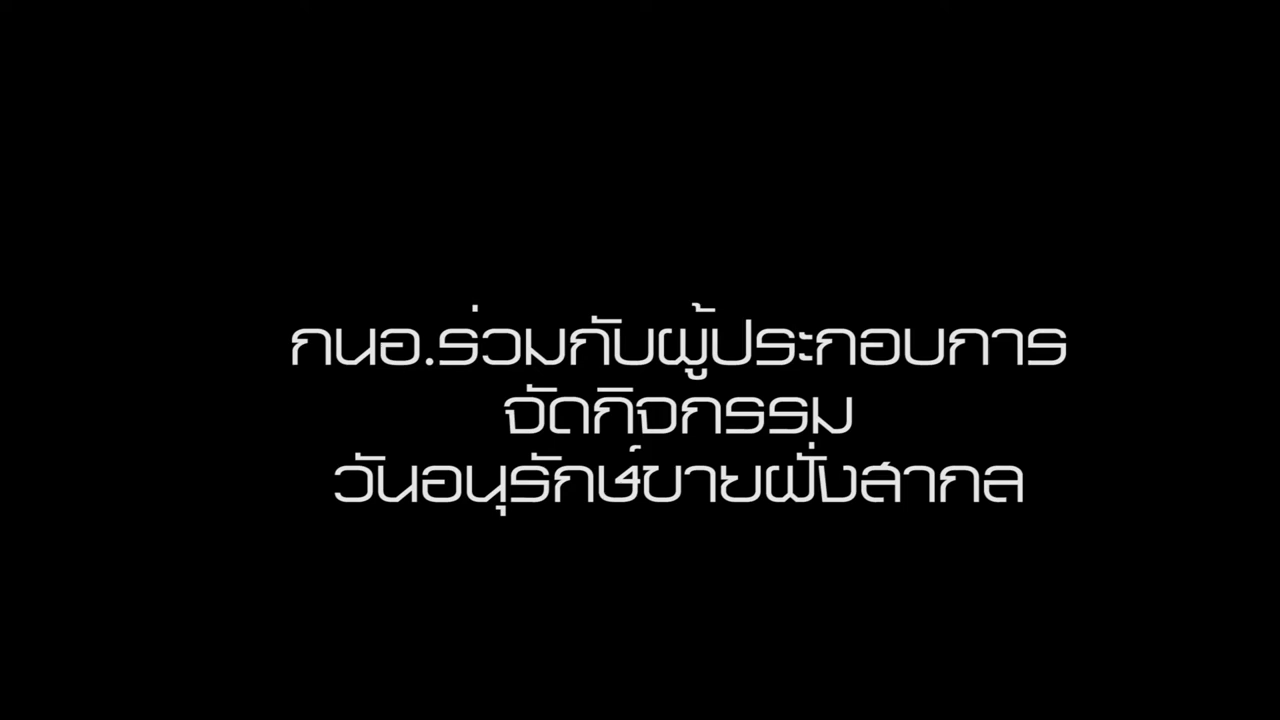 กนอ.ร่วมกับผู้ประกอบการ
จัดกิจกรรม
วันอนุรักษ์ชายฝั่งสากล